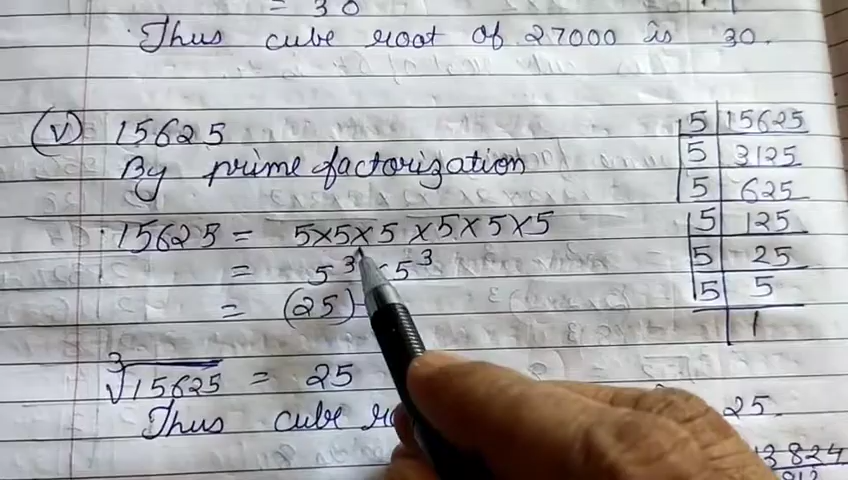 = 30
Thus cube root of 27000 is 30.
(v) 15625
By prime factorization
15625 = 5×5×5 ×5×5×5
= 5³ × 5³
= (25)
5 | 15625
5 | 3125
5 | 625
5 | 125
5 | 25
5 | 5
1
∛15625 = 25
Thus cube 25.
13824